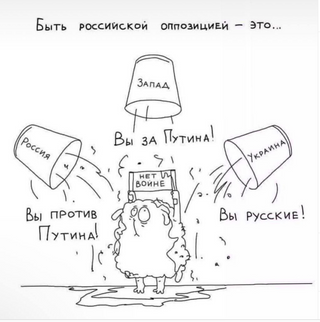 Быть российской оппозицией – это...
Запад
Вы за Путина!
Россия
Украина
Нет
войне
Вы против
Путина!
Вы русские!